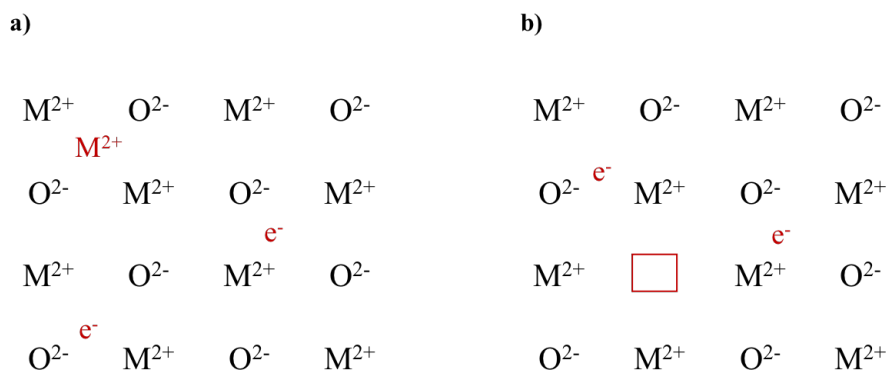 a)
M²⁺ O²⁻ M²⁺ O²⁻
M²⁺
O²⁻ M²⁺ O²⁻ M²⁺
e⁻
M²⁺ O²⁻ M²⁺ O²⁻
e⁻
O²⁻ M²⁺ O²⁻ M²⁺
b)
M²⁺ O²⁻ M²⁺ O²⁻
e⁻
O²⁻ M²⁺ O²⁻ M²⁺
e⁻
M²⁺ M²⁺ O²⁻
O²⁻ M²⁺ O²⁻ M²⁺